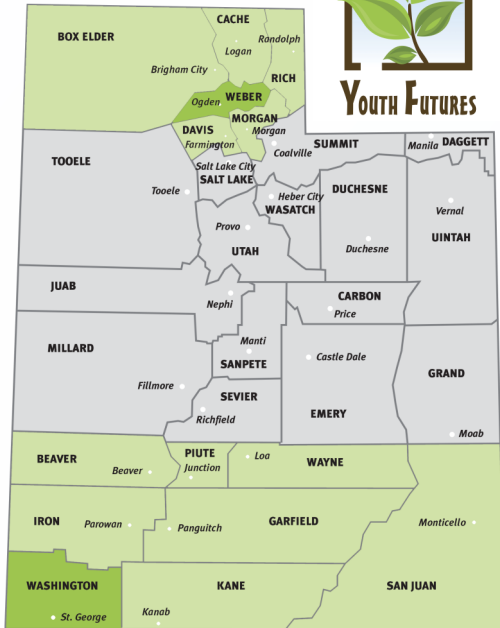 CACHE
BOX ELDER
Randolph
Logan
Brigham City
RICH
WEBER
Ogden
YOUTH FUTURES
MORGAN
DAVIS
Morgan
Farmington
SUMMIT
Manila
DAGGETT
Coalville
TOOELE
Salt Lake City
SALT LAKE
Tooele
DUCHESNE
Heber City
WASATCH
Vernal
Provo
UINTAH
UTAH
Duchesne
JUAB
CARBON
Nephi
Price
MILLARD
Manti
Castle Dale
SANPETE
GRAND
Fillmore
SEVIER
EMERY
Richfield
Moab
BEAVER
PIUTE
Loa
WAYNE
Beaver
Junction
IRON
Parowan
Panguitch
GARFIELD
Monticello
WASHINGTON
KANE
SAN JUAN
St. George
Kanab